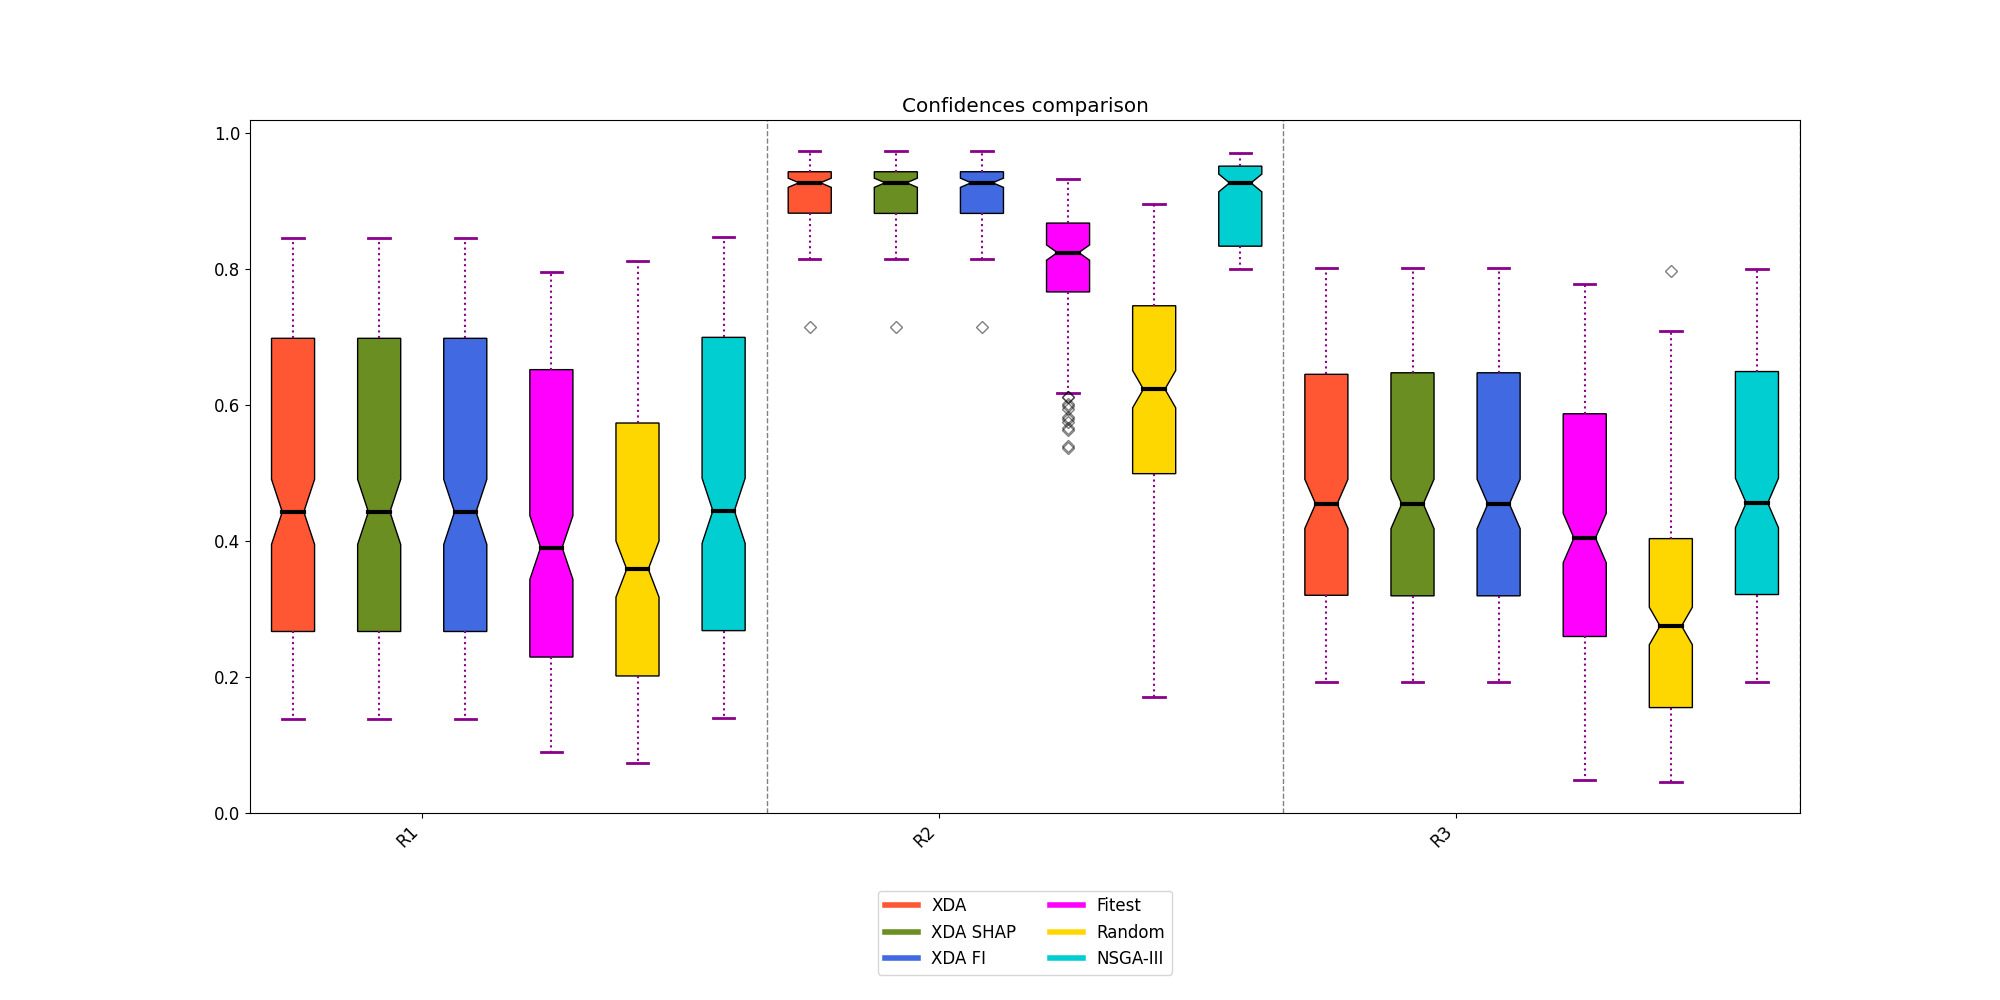 Confidences comparison
1.0
0.8
0.6
0.4
0.2
0.0
R1
R2
R3
XDA
XDA SHAP
XDA FI
Fitest
Random
NSGA-III